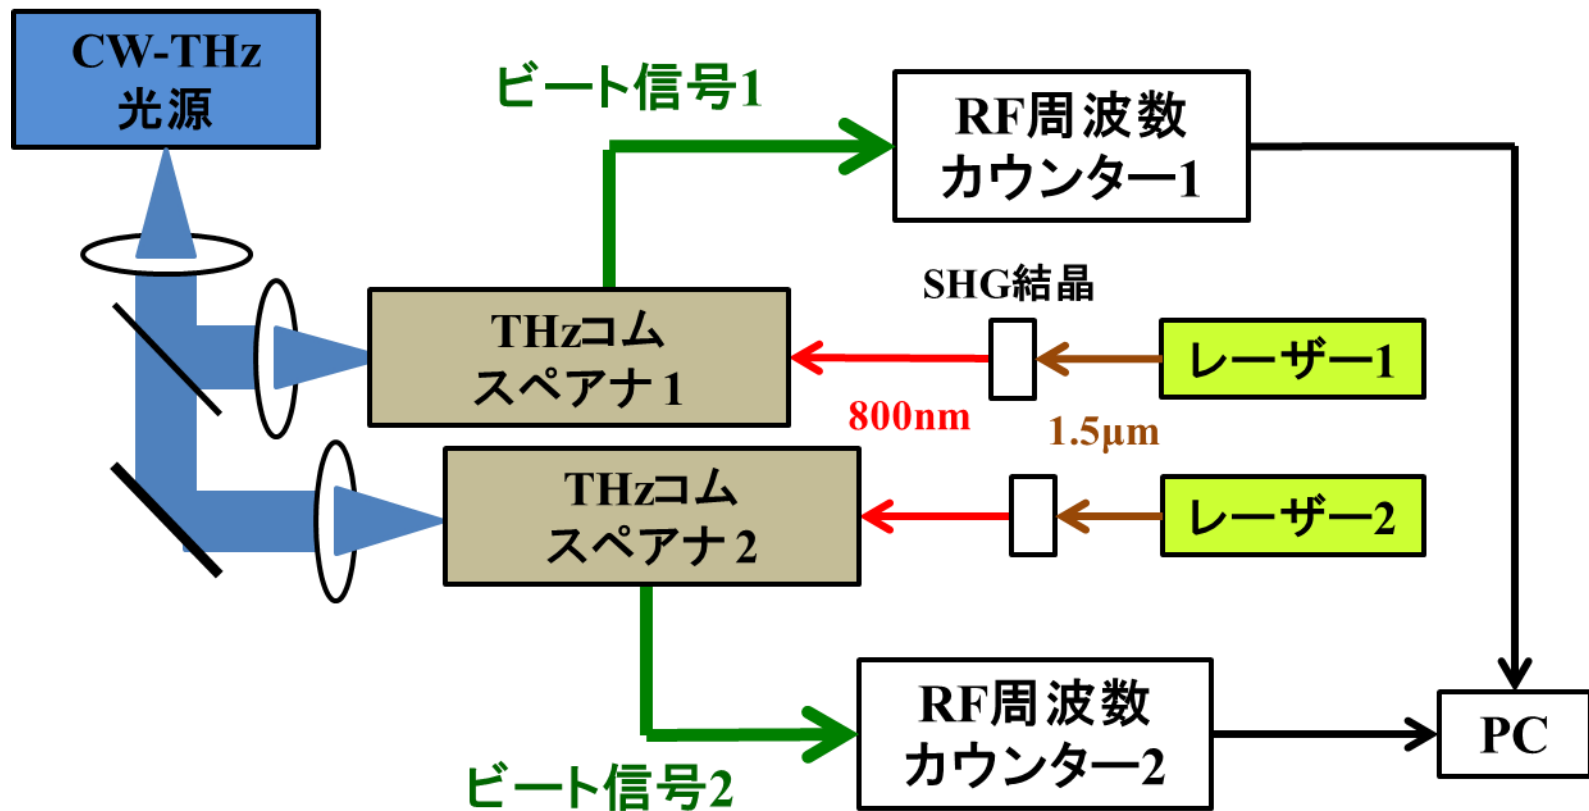 CW-THz
光源
ビート信号1
RF周波数
カウンター1
SHG結晶
THzコム
スペアナ1
レーザー1
800nm
1.5μm
THzコム
スペアナ2
レーザー2
RF周波数
カウンター2
PC
ビート信号2